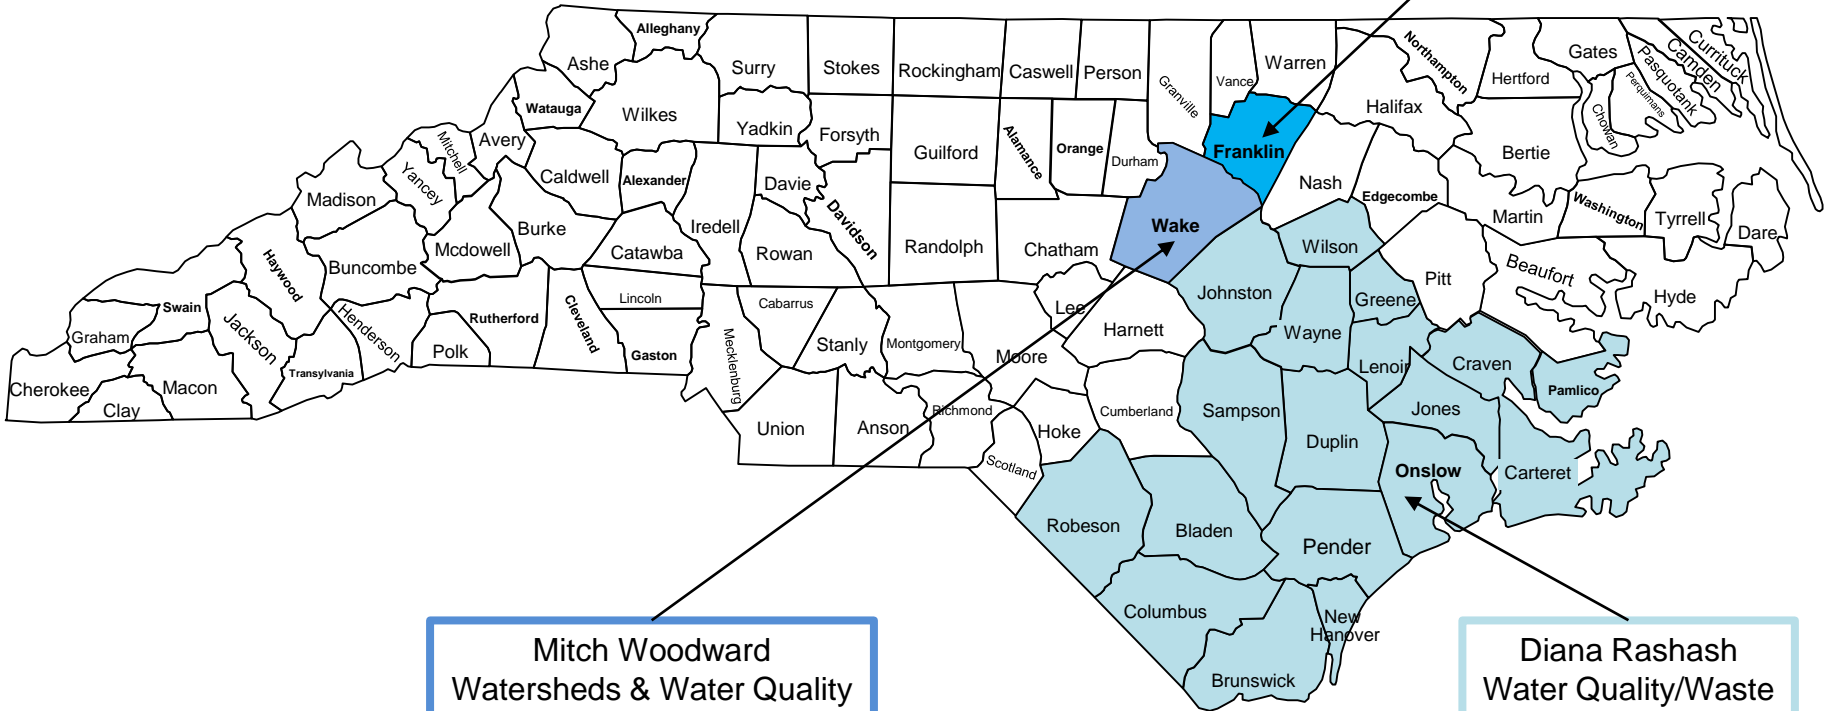 Alleghany
Ashe
Surry
Stokes
Rockingham
Caswell
Person
Granville
Vance
Warren
Northampton
Hertford
Gates
Pasquotank
Camden
Currituck
Perquimans
Chowan
Watauga
Wilkes
Yadkin
Forsyth
Guilford
Alamance
Orange
Durham
Franklin
Halifax
Bertie
Mitchell
Avery
Yancey
Madison
Caldwell
Alexander
Davie
Iredell
Davidson
Nash
Edgecombe
Martin
Washington
Tyrrell
Dare
Haywood
Buncombe
Mcdowell
Burke
Catawba
Rowan
Randolph
Chatham
Wake
Wilson
Pitt
Beaufort
Hyde
Swain
Graham
Jackson
Henderson
Rutherford
Polk
Cleveland
Lincoln
Gaston
Mecklenburg
Cabarrus
Stanly
Montgomery
Lee
Moore
Harnett
Johnston
Wayne
Greene
Lenoir
Craven
Pamlico
Cherokee
Clay
Macon
Transylvania
Union
Anson
Richmond
Scotland
Hoke
Cumberland
Sampson
Duplin
Jones
Onslow
Carteret
Robeson
Bladen
Pender
Columbus
New
Hanover
Brunswick
Mitch Woodward
Watersheds & Water Quality
Diana Rashash
Water Quality/Waste